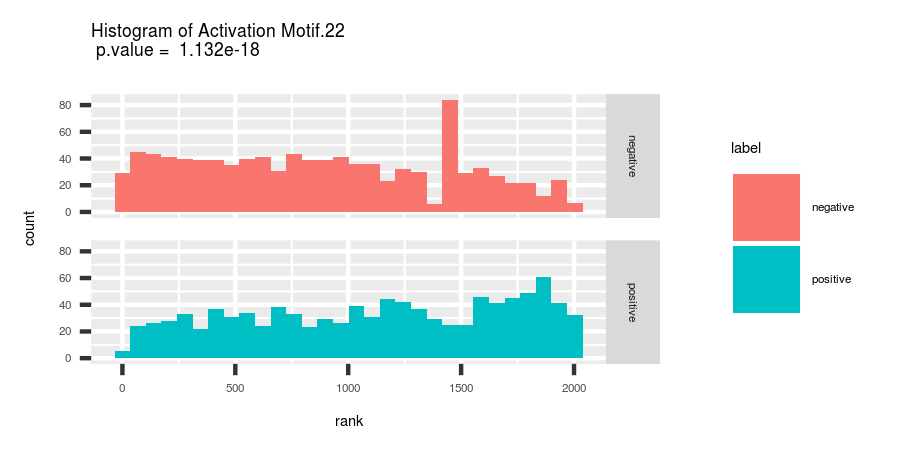 Histogram of Activation Motif.22
p.value = 1.132e-18
80
60
40
20
0
negative
80
60
40
20
0
positive
0 500 1000 1500 2000
rank
count
label
negative
positive